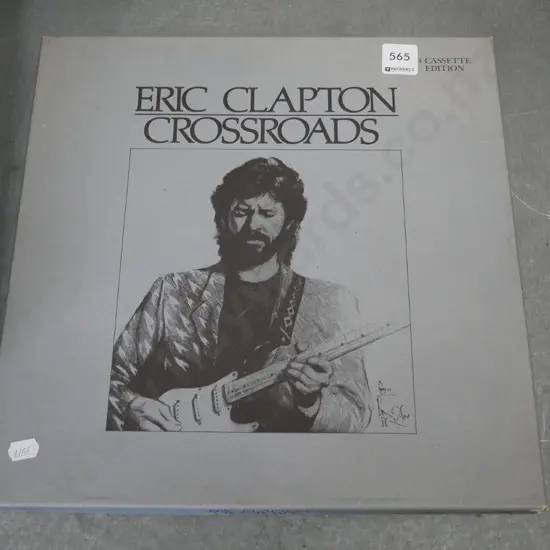 565
CASSETTE
EDITION
ERIC CLAPTON
CROSSROADS